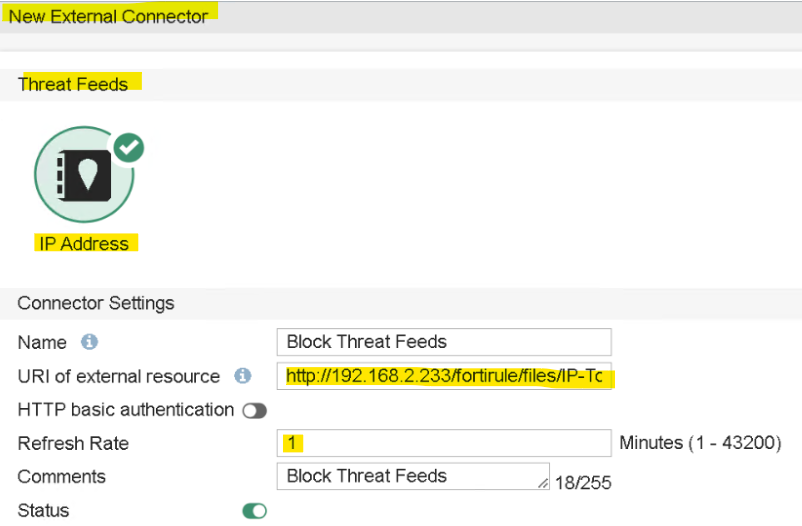 New External Connector
Threat Feeds
IP Address
Connector Settings
Name Block Threat Feeds
URI of external resource http://192.168.2.233/fortirule/files/IP-Tc
HTTP basic authentication
Refresh Rate 1 Minutes (1 - 43200)
Comments Block Threat Feeds 18/255
Status